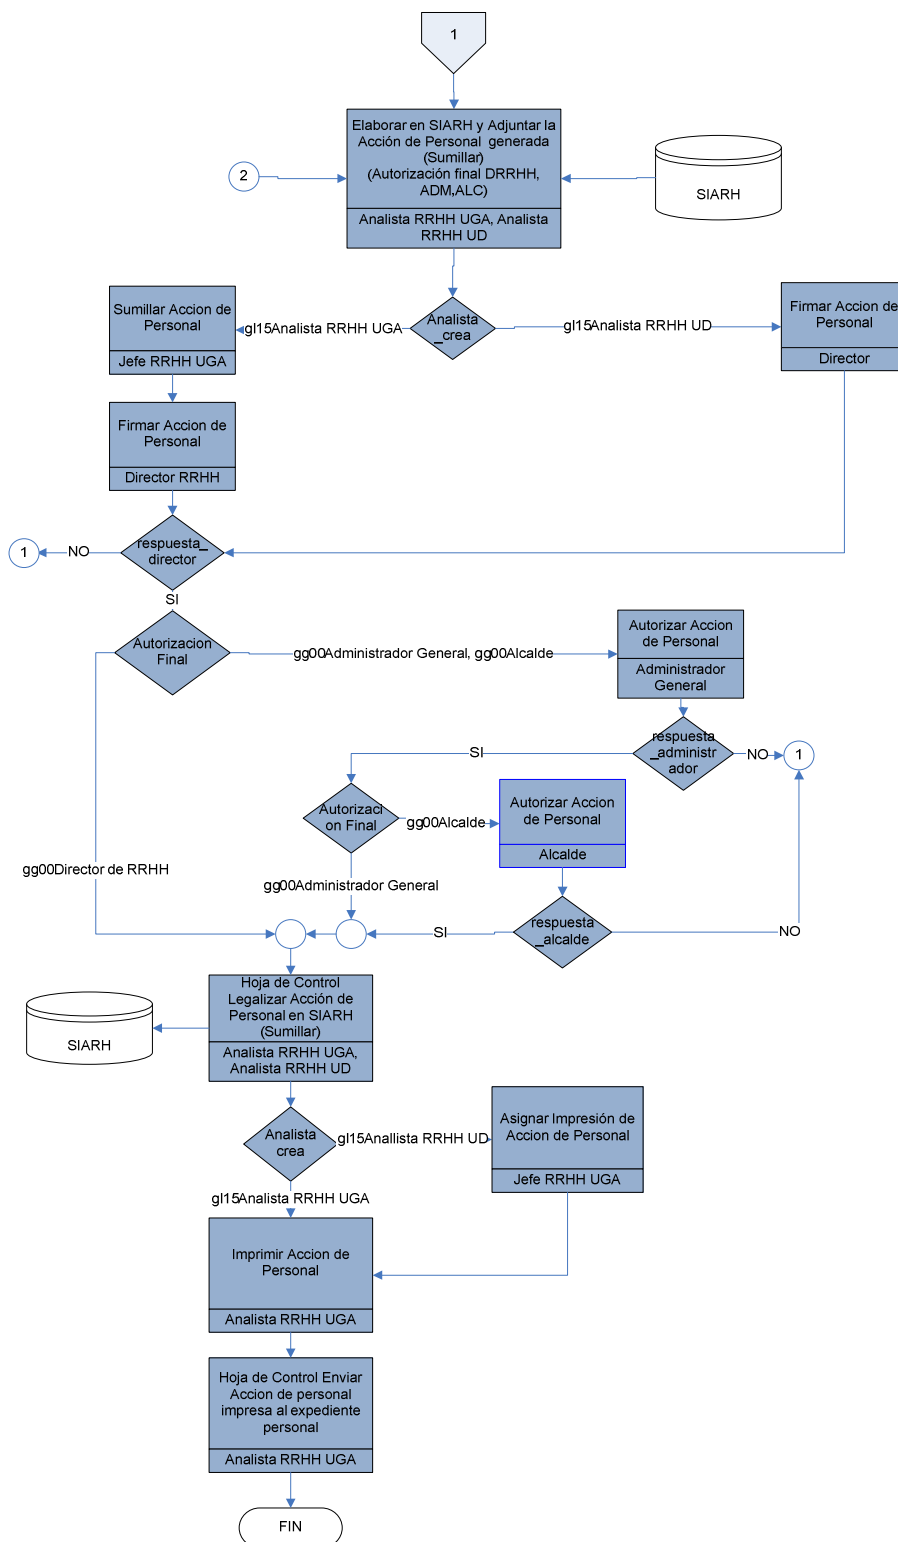 1
Elaborar en SIARH y Adjuntar la
Acción de Personal generada
(Sumillar)
(Autorización final DRRHH,
ADM,ALC)
Analista RRHH UGA, Analista
RRHH UD
2
SIARH
Analista
_crea
gl15Analista RRHH UGA
gl15Analista RRHH UD
Sumillar Accion de
Personal
Jefe RRHH UGA
Firmar Accion de
Personal
Director
Firmar Accion de
Personal
Director RRHH
respuesta_
director
NO
1
SI
Autorizacion
Final
gg00Administrador General, gg00Alcalde
Autorizar Accion
de Personal
Administrador
General
respuesta
_administr
ador
SI
NO
1
Autorizaci
on Final
gg00Alcalde
Autorizar Accion
de Personal
Alcalde
gg00Director de RRHH
gg00Administrador General
respuesta
_alcalde
SI
NO
Hoja de Control
Legalizar Acción de
Personal en SIARH
(Sumillar)
Analista RRHH UGA,
Analista RRHH UD
SIARH
Analista
crea
gl15Anallista RRHH UD
Asignar Impresión de
Accion de Personal
Jefe RRHH UGA
gl15Analista RRHH UGA
Imprimir Accion de
Personal
Analista RRHH UGA
Hoja de Control Enviar
Accion de personal
impresa al expediente
personal
Analista RRHH UGA
FIN